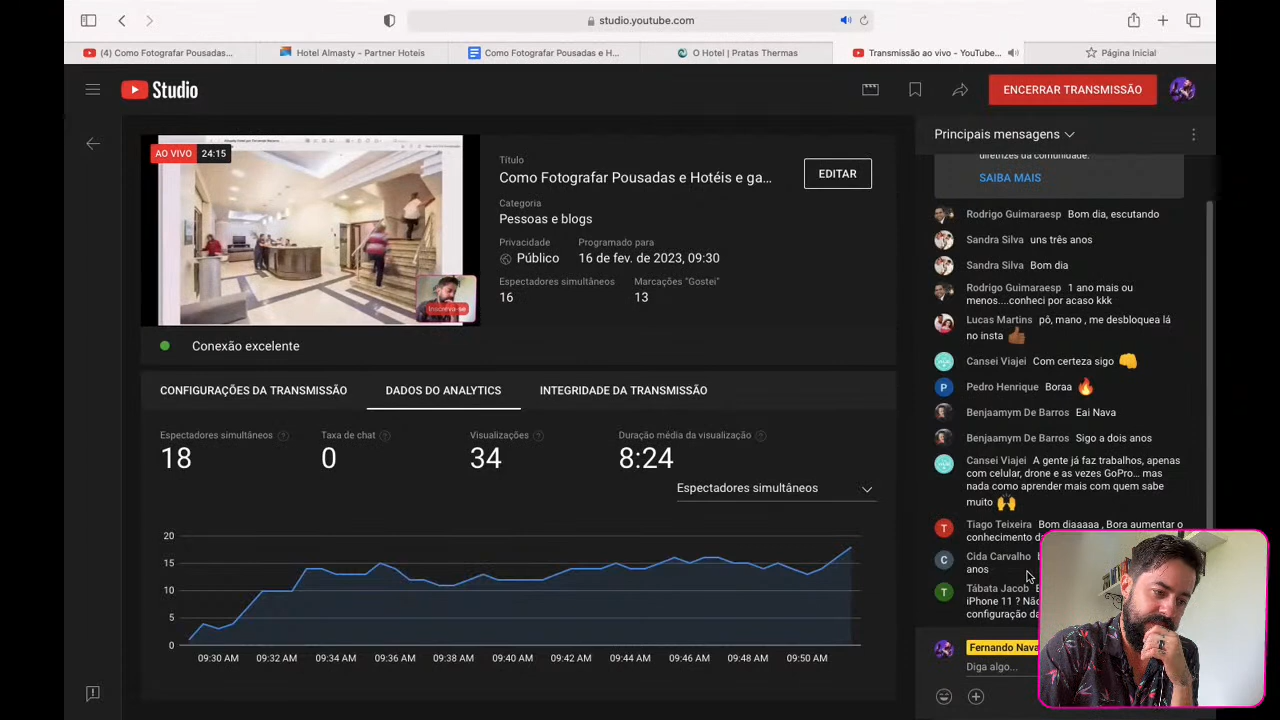 studio.youtube.com
(4) Como Fotografar Pousadas...
Hotel Almasty - Partner Hoteis
Como Fotografar Pousadas e H...
O Hotel | Pratas Thermas
Transmissão ao vivo - YouTube...
Página Inicial
Studio
ENCERRAR TRANSMISSÃO
AO VIVO 24:15
Inscreva-se
Título
Como Fotografar Pousadas e Hotéis e ga...
EDITAR
Categoria
Pessoas e blogs
Privacidade
Programado para
Público
16 de fev. de 2023, 09:30
Espectadores simultâneos
Marcações "Gostei"
16
13
Conexão excelente
CONFIGURAÇÕES DA TRANSMISSÃO
DADOS DO ANALYTICS
INTEGRIDADE DA TRANSMISSÃO
Espectadores simultâneos
Taxa de chat
Visualizações
Duração média da visualização
18
0
34
8:24
Espectadores simultâneos
20
15
10
5
0
09:30 AM
09:32 AM
09:34 AM
09:36 AM
09:38 AM
09:40 AM
09:42 AM
09:44 AM
09:46 AM
09:48 AM
09:50 AM
Principais mensagens
diretrizes da comunidade.
SAIBA MAIS
Rodrigo Guimaraesp Bom dia, escutando
Sandra Silva uns três anos
Sandra Silva Bom dia
Rodrigo Guimaraesp 1 ano mais ou
menos....conheci por acaso kkk
Lucas Martins pô, mano , me desbloquea lá
no insta 👍🏾
Cansei Viajei Com certeza sigo 👊
Pedro Henrique Boraa 🔥
Benjaamym De Barros Eai Nava
Benjaamym De Barros Sigo a dois anos
Cansei Viajei A gente já faz trabalhos, apenas
com celular, drone e as vezes GoPro... mas
nada como aprender mais com quem sabe
muito 🙌
Tiago Teixeira Bom diaaaaa , Bora aumentar o
conhecimento
Cida Carvalho
anos
Tábata Jacob
iPhone 11 ?
configuração
Fernando Nava
Diga algo...